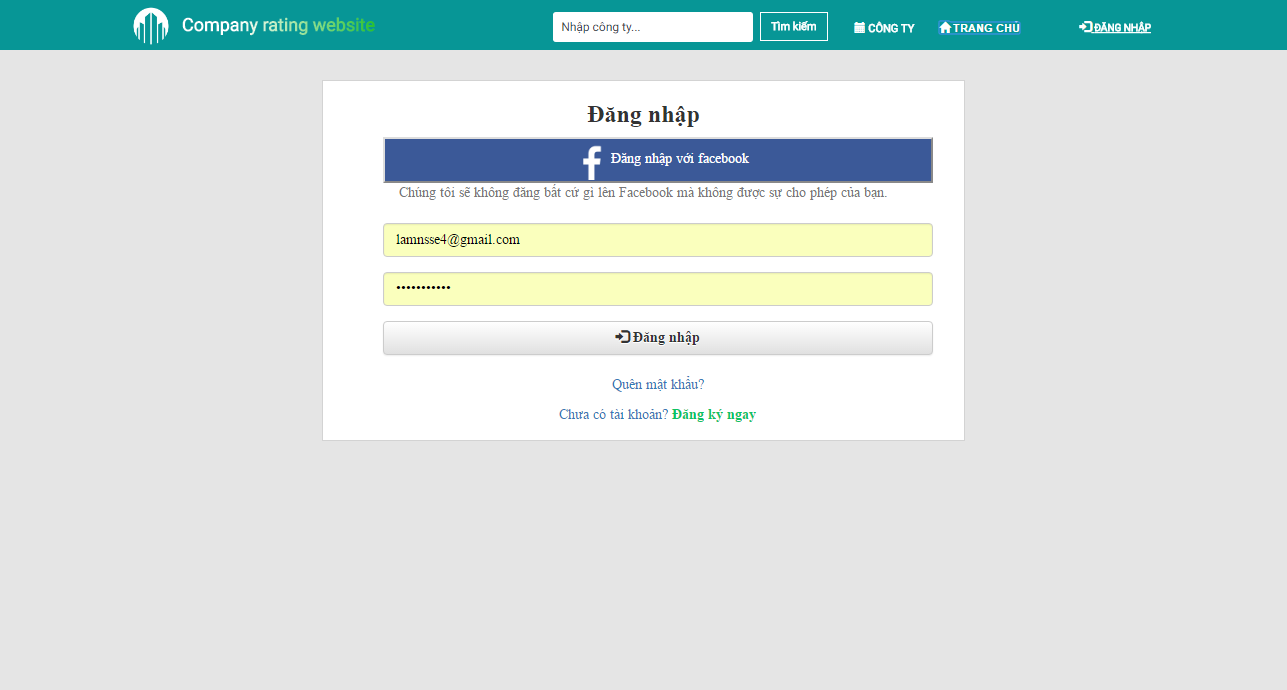 Company rating website
Nhập công ty...
Tìm kiếm
CÔNG TY
TRANG CHỦ
ĐĂNG NHẬP
Đăng nhập
Đăng nhập với facebook
Chúng tôi sẽ không đăng bất cứ gì lên Facebook mà không được sự cho phép của bạn.
lamnsse4@gmail.com
•••••••••••
Đăng nhập
Quên mật khẩu?
Chưa có tài khoản? Đăng ký ngay